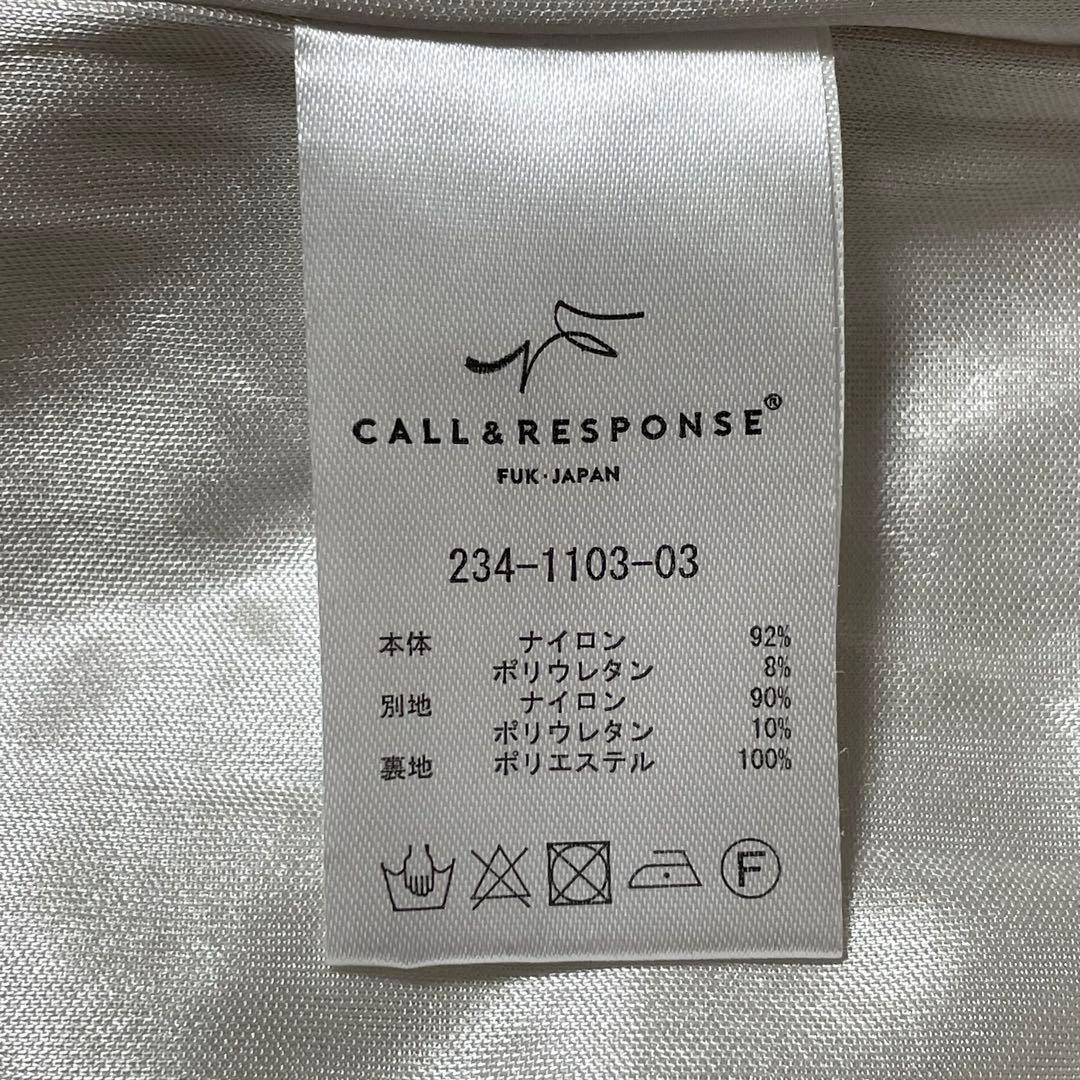 CALL&RESPONSE®
FUK·JAPAN
234-1103-03
本体 ナイロン 92%
ポリウレタン 8%
別地 ナイロン 90%
ポリウレタン 10%
裏地 ポリエステル 100%
F